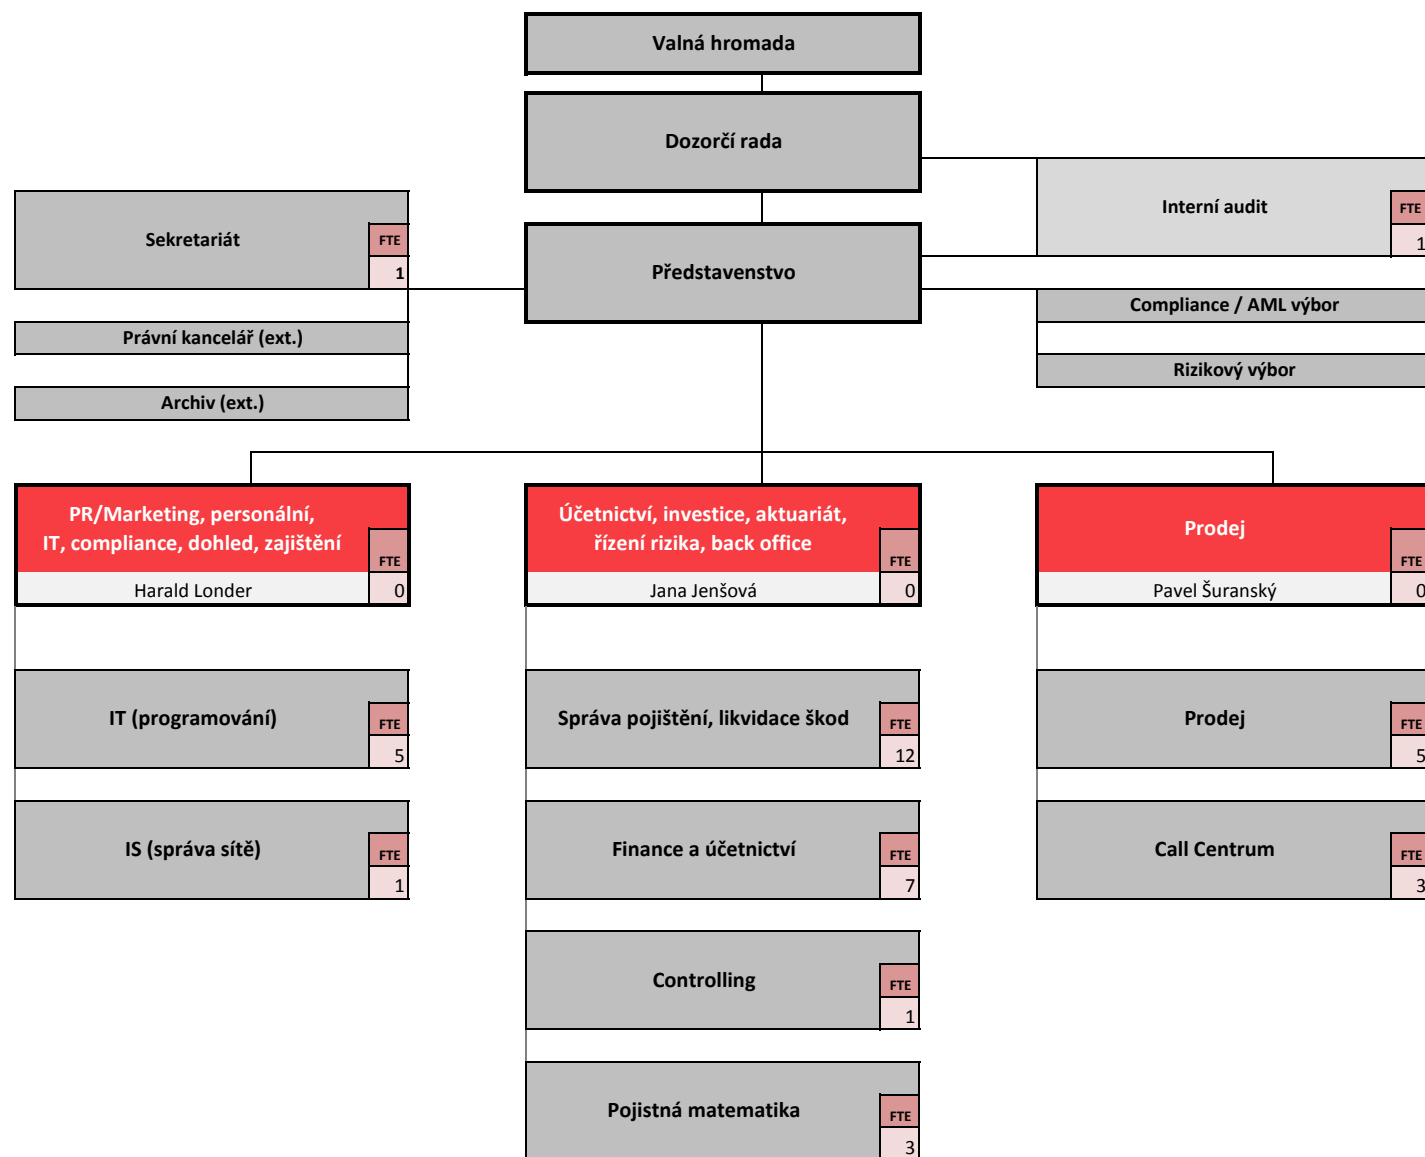 Valná hromada
Dozorčí rada
Interní audit
FTE
1
Sekretariát
FTE
1
Představenstvo
Compliance / AML výbor
Právní kancelář (ext.)
Rizikový výbor
Archiv (ext.)
PR/Marketing, personální,
IT, compliance, dohled, zajištění
FTE
Harald Londer
0
Účetnictví, investice, aktuariát,
řízení rizika, back office
FTE
Jana Jenšová
0
Prodej
FTE
Pavel Šuranský
0
IT (programování)
FTE
5
Správa pojištění, likvidace škod
FTE
12
Prodej
FTE
5
IS (správa sítě)
FTE
1
Finance a účetnictví
FTE
7
Call Centrum
FTE
3
Controlling
FTE
1
Pojistná matematika
FTE
3